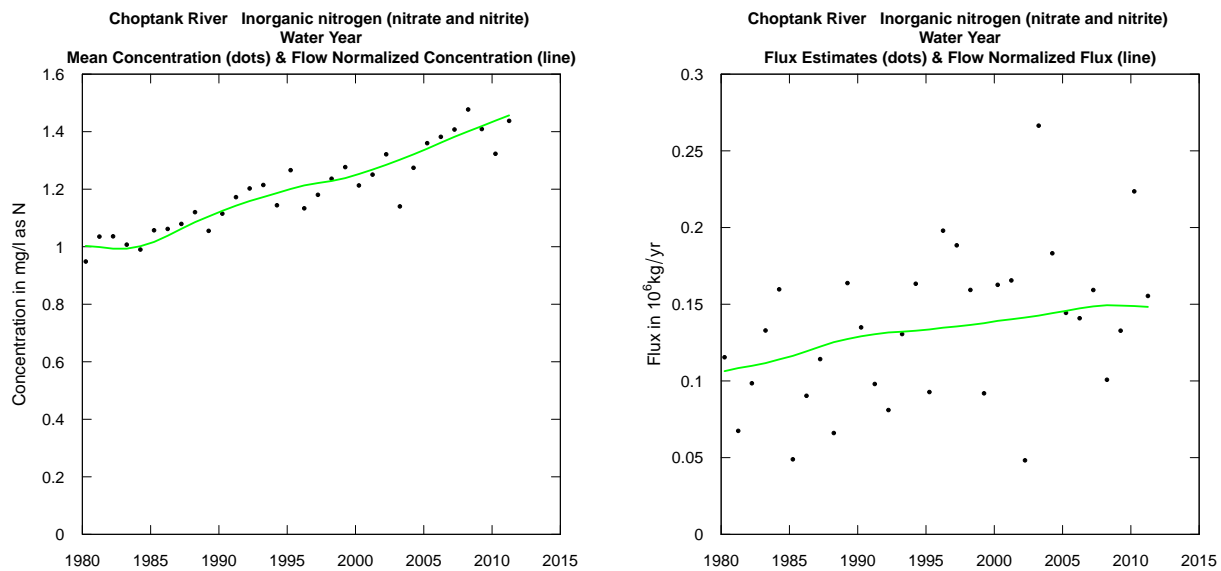 Choptank River Inorganic nitrogen (nitrate and nitrite)
Water Year
Mean Concentration (dots) & Flow Normalized Concentration (line)
1.6
1.4
1.2
1
0.8
0.6
0.4
0.2
0
Concentration in mg/l as N
1980 1985 1990 1995 2000 2005 2010 2015
Choptank River Inorganic nitrogen (nitrate and nitrite)
Water Year
Flux Estimates (dots) & Flow Normalized Flux (line)
0.3
0.25
0.2
0.15
0.1
0.05
0
Flux in 10⁶kg/yr
1980 1985 1990 1995 2000 2005 2010 2015